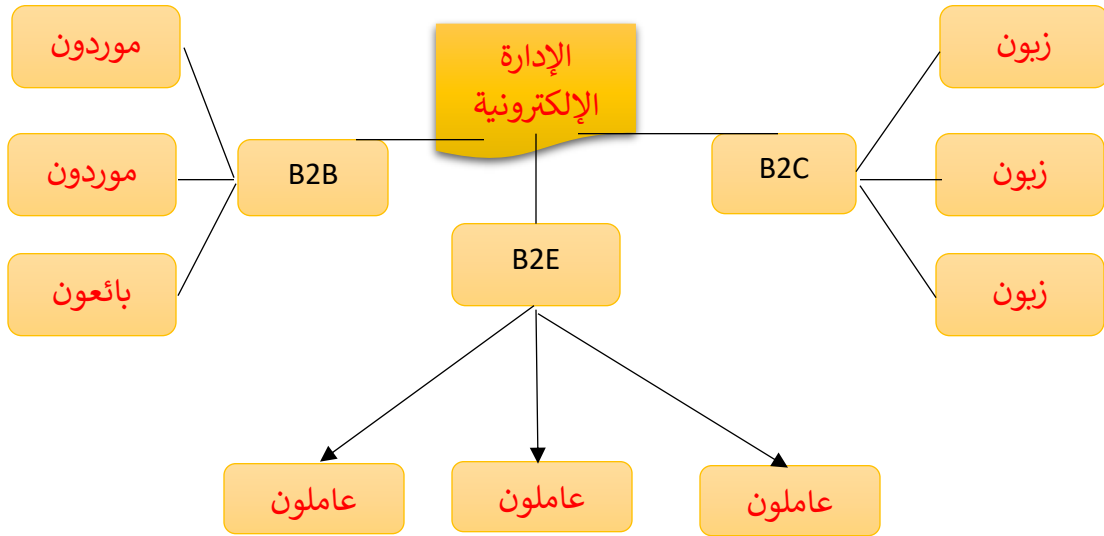 الإدارة
الإلكترونية
زبون
موردون
B2C
B2B
زبون
موردون
B2E
زبون
بائعون
عاملون
عاملون
عاملون